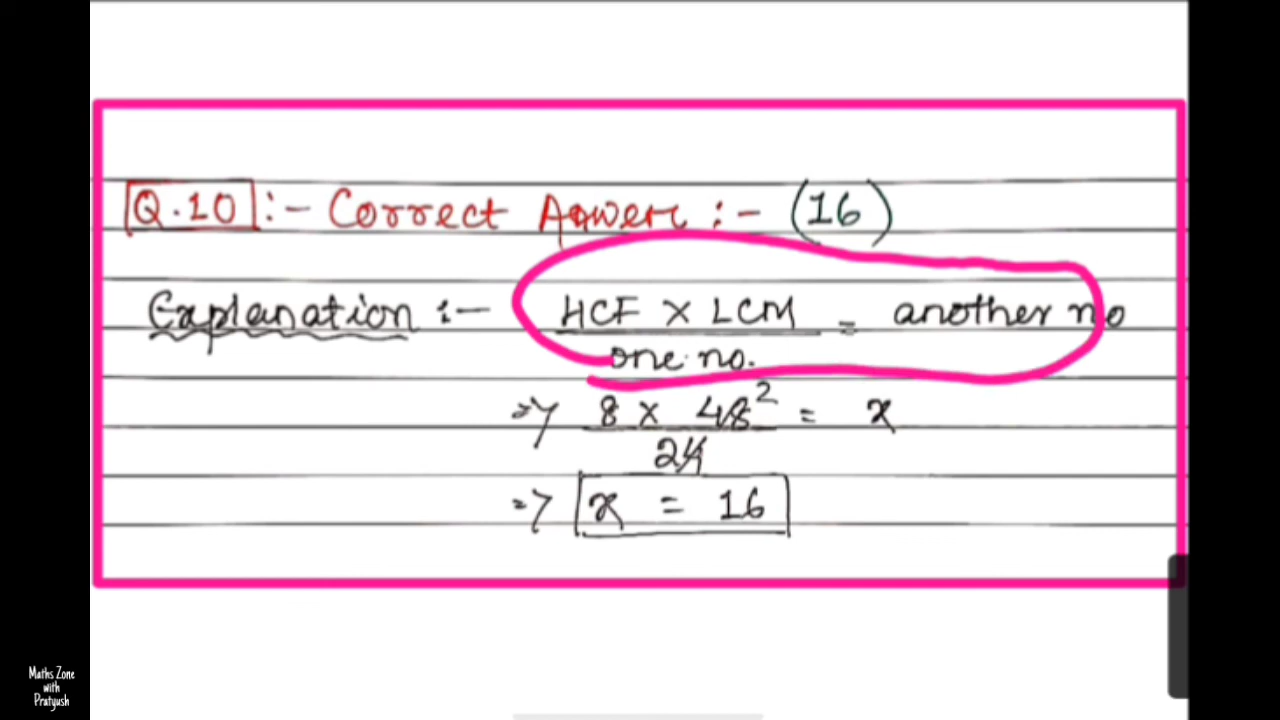 Q.10 :- Correct Aqwer :- (16)
Explanation :- HCF X LCM / one no. = another no
=> 8 x 48 2 / 24 = x
=> x = 16
Maths Zone
with
Pratyush